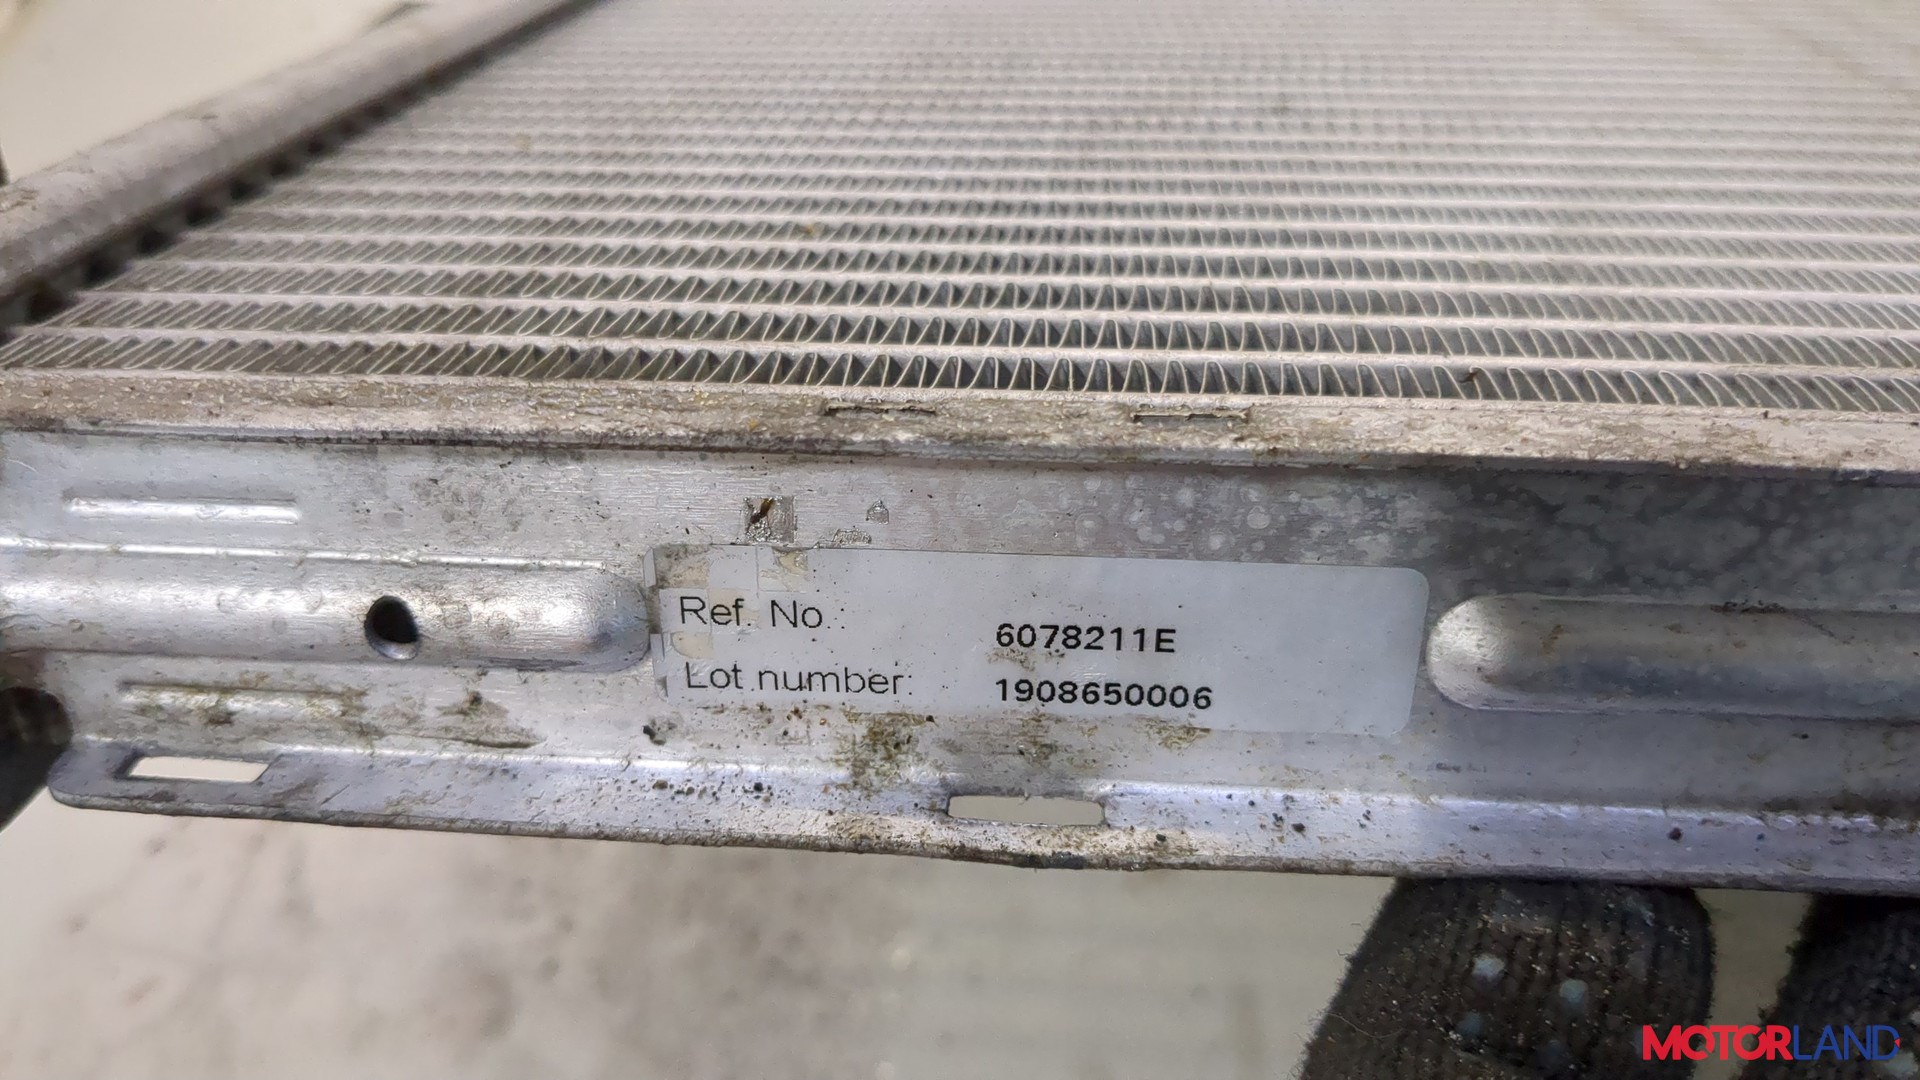 Ref. No.:
6078211E
Lot number:
1908650006
MOTORLAND